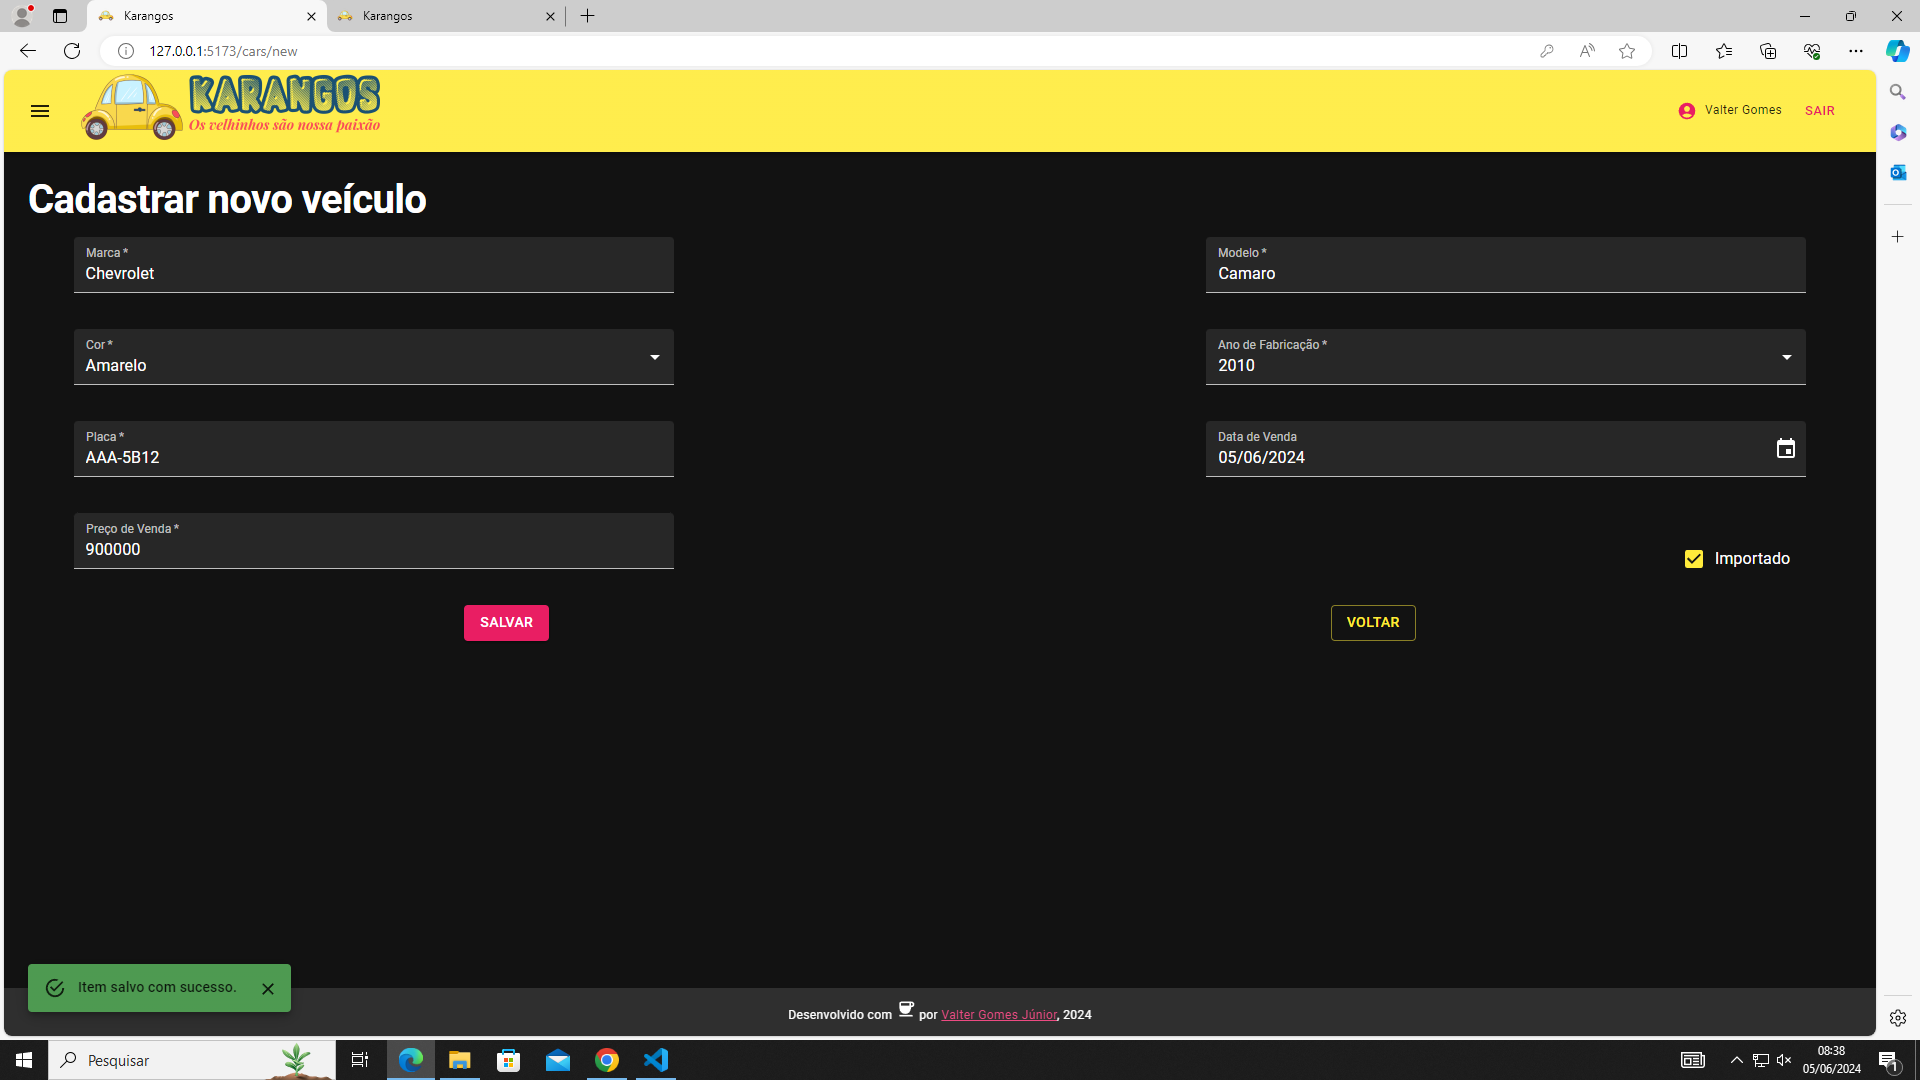 Karangos
Karangos
127.0.0.1:5173/cars/new
KARANGOS
Os velhinhos são nossa paixão
Valter Gomes
SAIR
Cadastrar novo veículo
Marca *
Chevrolet
Modelo *
Camaro
Cor *
Amarelo
Ano de Fabricação *
2010
Placa *
AAA-5B12
Data de Venda
05/06/2024
Preço de Venda *
900000
Importado
SALVAR
VOLTAR
Item salvo com sucesso.
Desenvolvido com por Valter Gomes Júnior, 2024
Pesquisar
08:38
05/06/2024
1